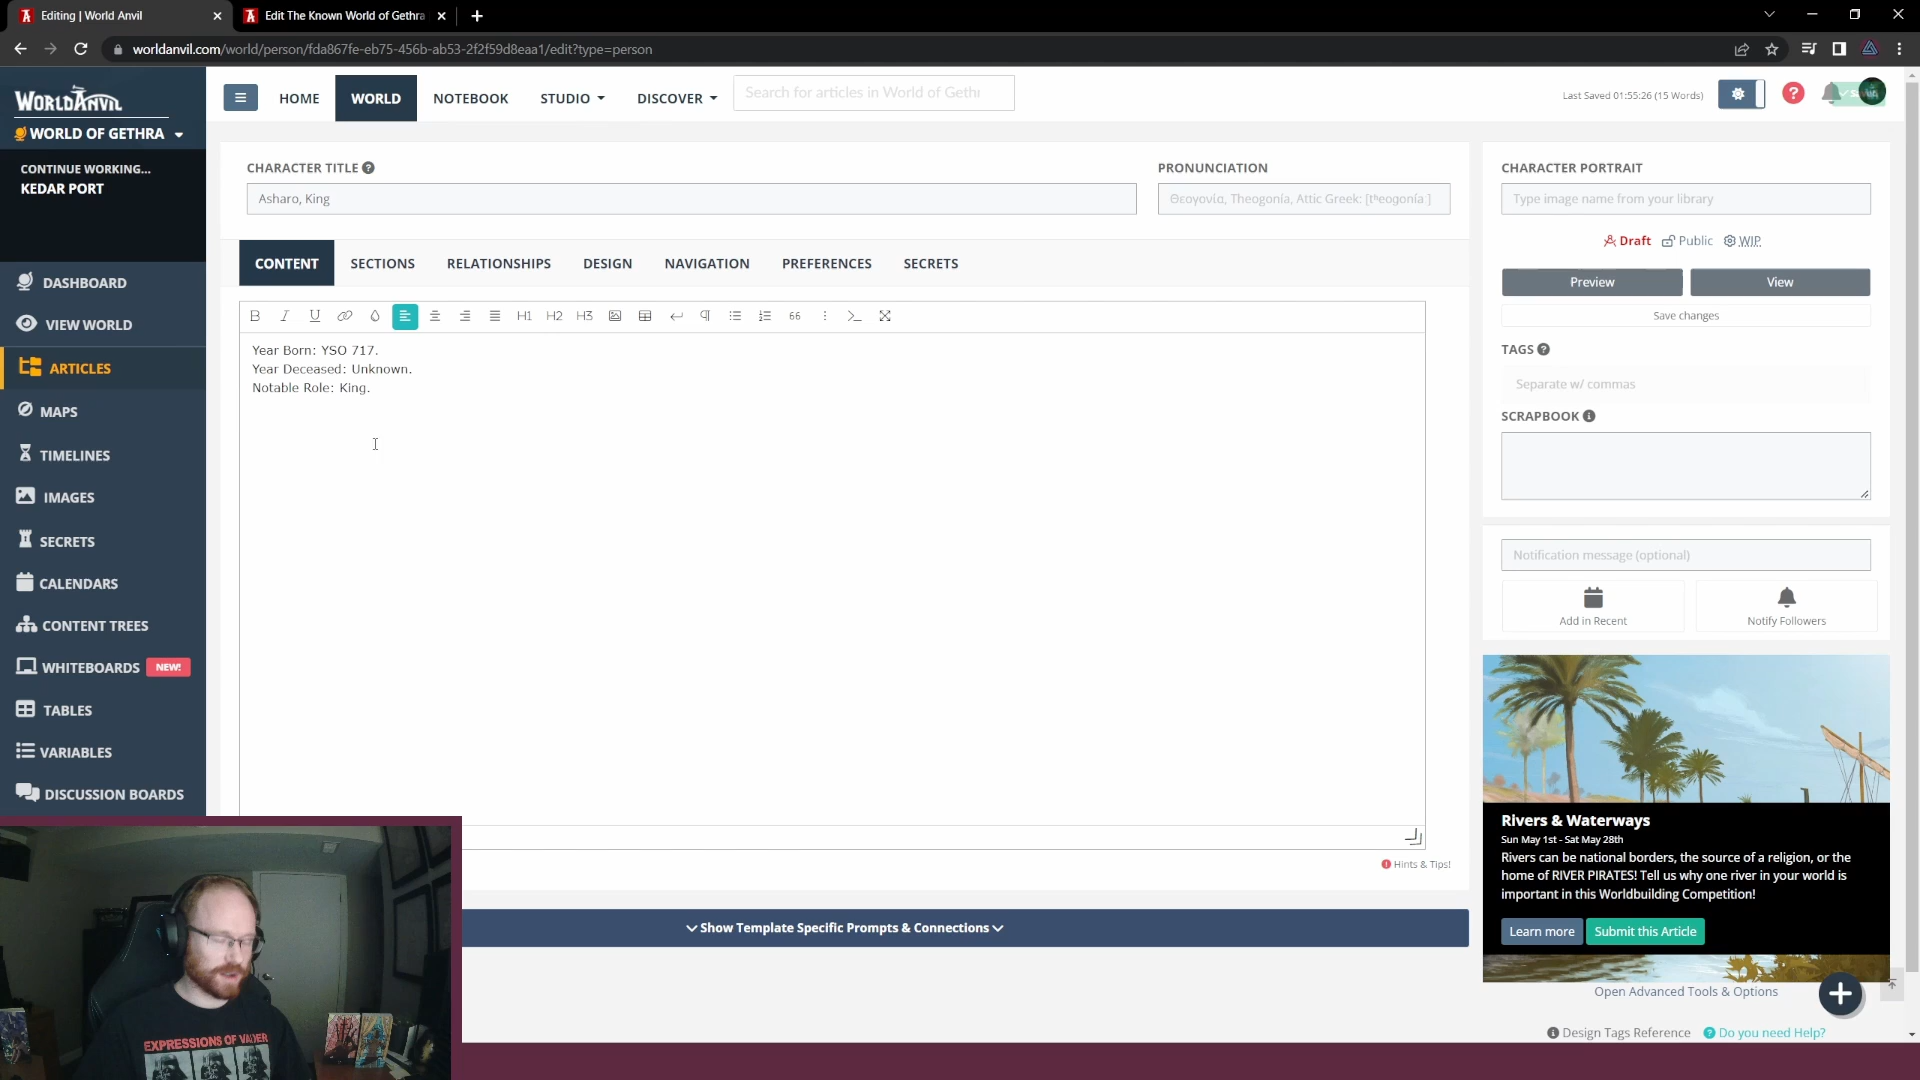 Editing | World Anvil
Edit The Known World of Gethra
worldanvil.com/world/person/fda867fe-eb75-456b-ab53-2f2f59d8eaa1/edit?type=person
WORLDANVIL
WORLD OF GETHRA
CONTINUE WORKING...
KEDAR PORT
HOME
WORLD
NOTEBOOK
STUDIO
DISCOVER
Search for articles in World of Geth
Last Saved 01:55:26 (15 Words)
CHARACTER TITLE
Asharo, King
PRONUNCIATION
Θεογονία, Theogonía, Attic Greek: [tʰeoɡonía ]
CHARACTER PORTRAIT
Type image name from your library
Draft
Public
WIP
Preview
View
Save changes
TAGS
Separate w/ commas
SCRAPBOOK
CONTENT
SECTIONS
RELATIONSHIPS
DESIGN
NAVIGATION
PREFERENCES
SECRETS
B I U H1 H2 H3 66
Year Born: YSO 717.
Year Deceased: Unknown.
Notable Role: King.
DASHBOARD
VIEW WORLD
ARTICLES
MAPS
TIMELINES
IMAGES
SECRETS
CALENDARS
CONTENT TREES
WHITEBOARDS NEW!
TABLES
VARIABLES
DISCUSSION BOARDS
Notification message (optional)
Add in Recent
Notify Followers
Rivers & Waterways
Sun May 1st - Sat May 28th
Rivers can be national borders, the source of a religion, or the
home of RIVER PIRATES! Tell us why one river in your world is
important in this Worldbuilding Competition!
Learn more
Submit this Article
Hints & Tips!
Show Template Specific Prompts & Connections
Open Advanced Tools & Options
Design Tags Reference
Do you need Help?
EXPRESSIONS OF VADER